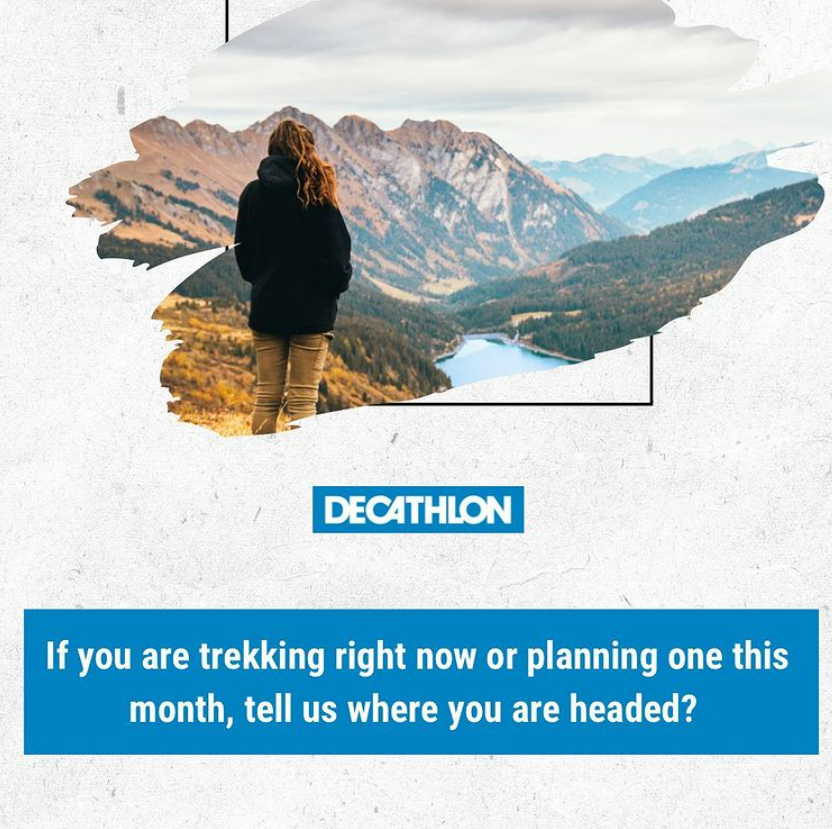 DECATHLON
If you are trekking right now or planning one this
month, tell us where you are headed?